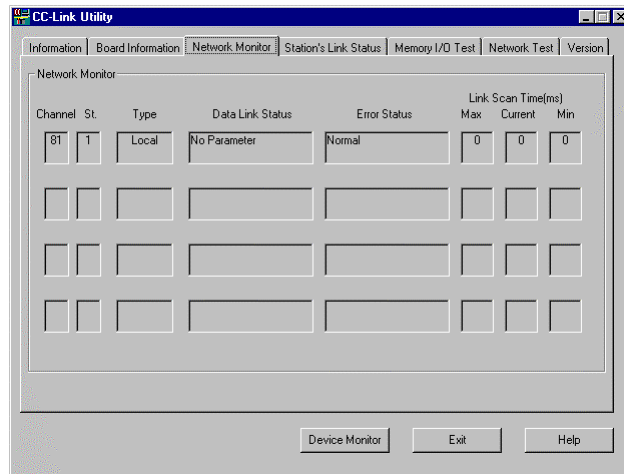 CC-Link Utility
Information Board Information Network Monitor Station's Link Status Memory I/O Test Network Test Version
Network Monitor
Link Scan Time(ms)
Channel St. Type Data Link Status Error Status Max Current Min
81 1 Local No Parameter Normal 0 0 0
Device Monitor Exit Help